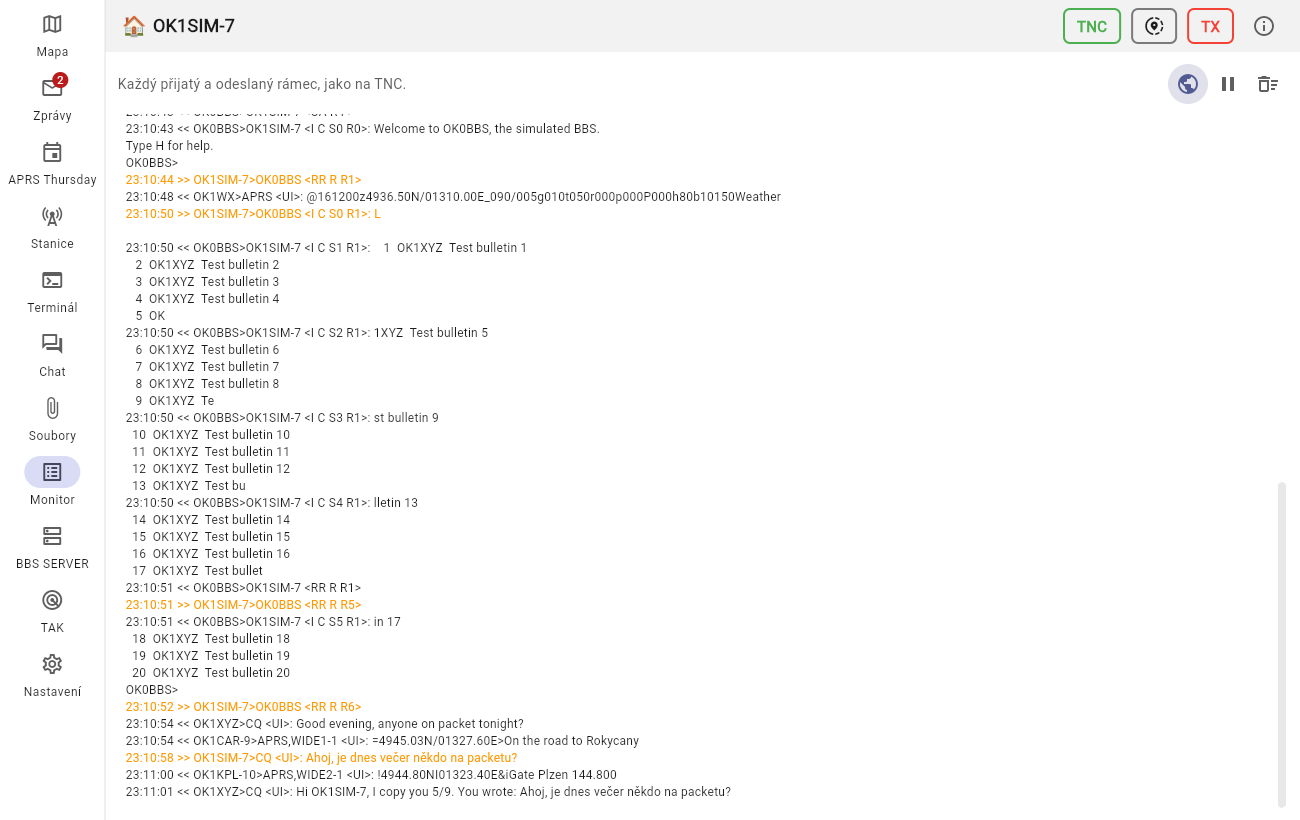 OK1SIM-7
TNC
TX
Mapa
2
Zprávy
APRS Thursday
Stanice
Terminál
Chat
Soubory
Monitor
BBS SERVER
TAK
Nastavení
Každý přijatý a odeslaný rámec, jako na TNC.
23:10:43 << OK0BBS>OK1SIM-7 <I C S0 R0>: Welcome to OK0BBS, the simulated BBS.
Type H for help.
OK0BBS>
23:10:44 >> OK1SIM-7>OK0BBS <RR R R1>
23:10:48 << OK1WX>APRS <UI>: @161200z4936.50N/01310.00E_090/005g010t050r000p000P000h80b10150Weather
23:10:50 >> OK1SIM-7>OK0BBS <I C S0 R1>: L
23:10:50 << OK0BBS>OK1SIM-7 <I C S1 R1>:    1  OK1XYZ  Test bulletin 1
2  OK1XYZ  Test bulletin 2
3  OK1XYZ  Test bulletin 3
4  OK1XYZ  Test bulletin 4
5  OK
23:10:50 << OK0BBS>OK1SIM-7 <I C S2 R1>: 1XYZ  Test bulletin 5
6  OK1XYZ  Test bulletin 6
7  OK1XYZ  Test bulletin 7
8  OK1XYZ  Test bulletin 8
9  OK1XYZ  Te
23:10:50 << OK0BBS>OK1SIM-7 <I C S3 R1>: st bulletin 9
10  OK1XYZ  Test bulletin 10
11  OK1XYZ  Test bulletin 11
12  OK1XYZ  Test bulletin 12
13  OK1XYZ  Test bu
23:10:50 << OK0BBS>OK1SIM-7 <I C S4 R1>: lletin 13
14  OK1XYZ  Test bulletin 14
15  OK1XYZ  Test bulletin 15
16  OK1XYZ  Test bulletin 16
17  OK1XYZ  Test bullet
23:10:51 << OK0BBS>OK1SIM-7 <RR R R1>
23:10:51 >> OK1SIM-7>OK0BBS <RR R R5>
23:10:51 << OK0BBS>OK1SIM-7 <I C S5 R1>: in 17
18  OK1XYZ  Test bulletin 18
19  OK1XYZ  Test bulletin 19
20  OK1XYZ  Test bulletin 20
OK0BBS>
23:10:52 >> OK1SIM-7>OK0BBS <RR R R6>
23:10:54 << OK1XYZ>CQ <UI>: Good evening, anyone on packet tonight?
23:10:54 << OK1CAR-9>APRS,WIDE1-1 <UI>: =4945.03N/01327.60E>On the road to Rokycany
23:10:58 >> OK1SIM-7>CQ <UI>: Ahoj, je dnes večer někdo na packetu?
23:11:00 << OK1KPL-10>APRS,WIDE2-1 <UI>: !4944.80NI01323.40E&iGate Plzen 144.800
23:11:01 << OK1XYZ>CQ <UI>: Hi OK1SIM-7, I copy you 5/9. You wrote: Ahoj, je dnes večer někdo na packetu?